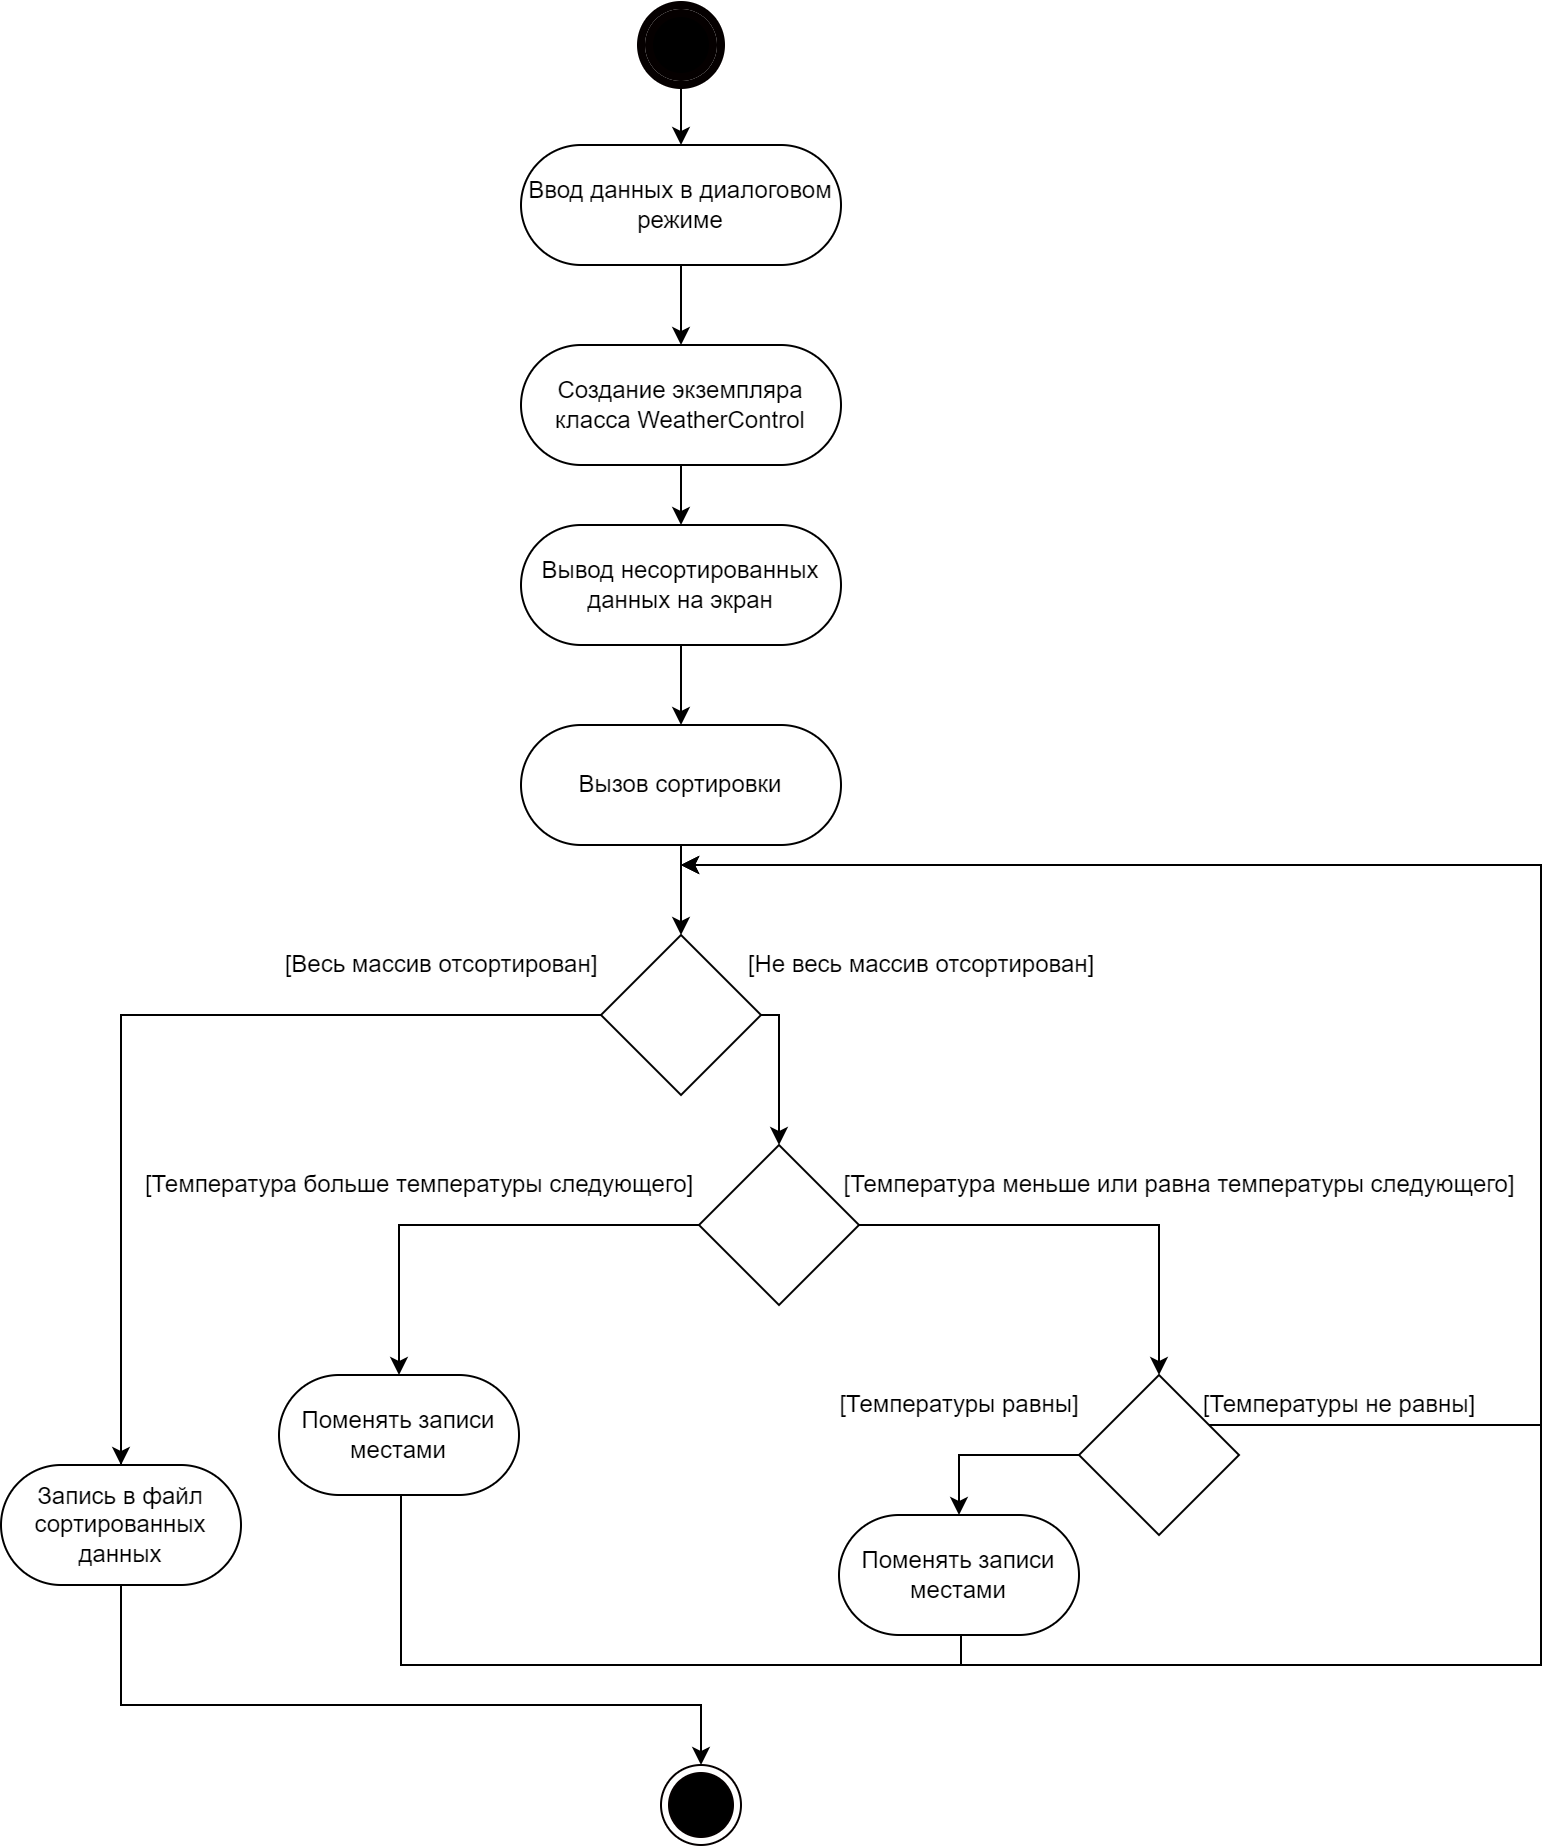 Ввод данных в диалоговом
режиме
Создание экземпляра
класса WeatherControl
Вывод несортированных
данных на экран
Вызов сортировки
[Весь массив отсортирован]
[Не весь массив отсортирован]
[Температура больше температуры следующего]
[Температура меньше или равна температуры следующего]
[Температуры равны]
[Температуры не равны]
Поменять записи
местами
Запись в файл
сортированных
данных
Поменять записи
местами